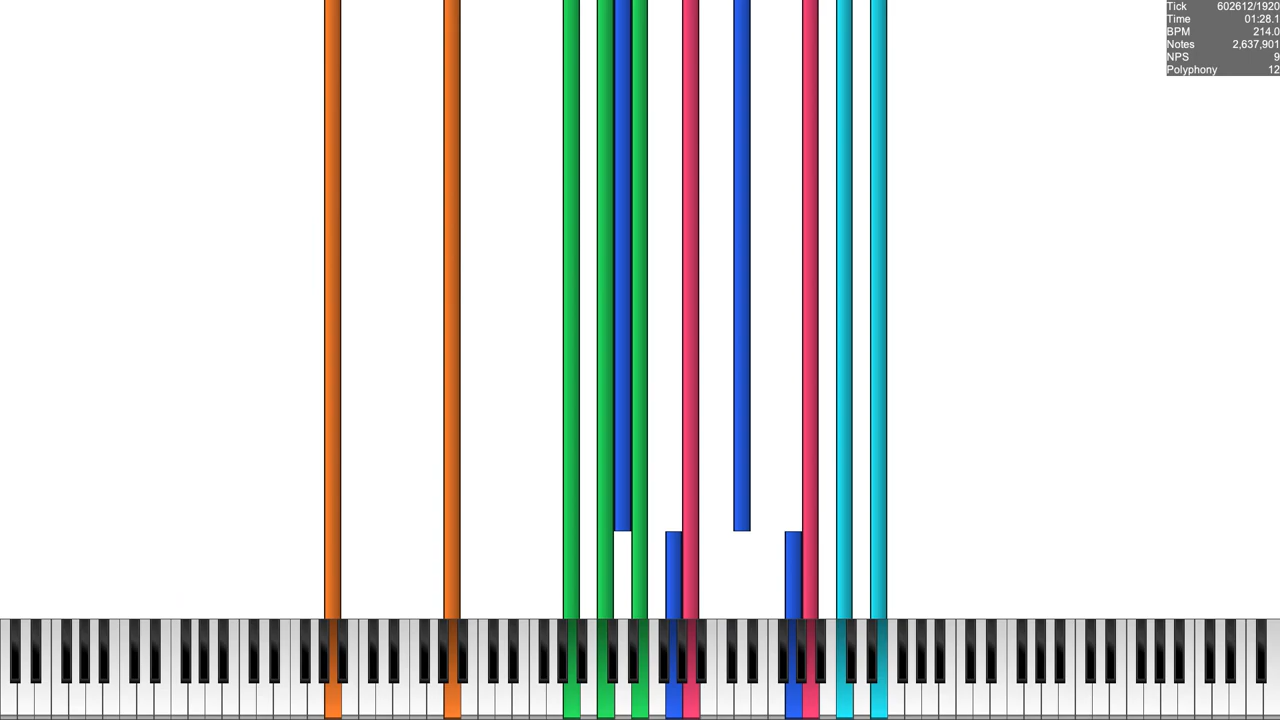 Tick 602612/1920
Time 01:28.1
BPM 214.0
Notes 2,637,901
NPS 9
Polyphony 12